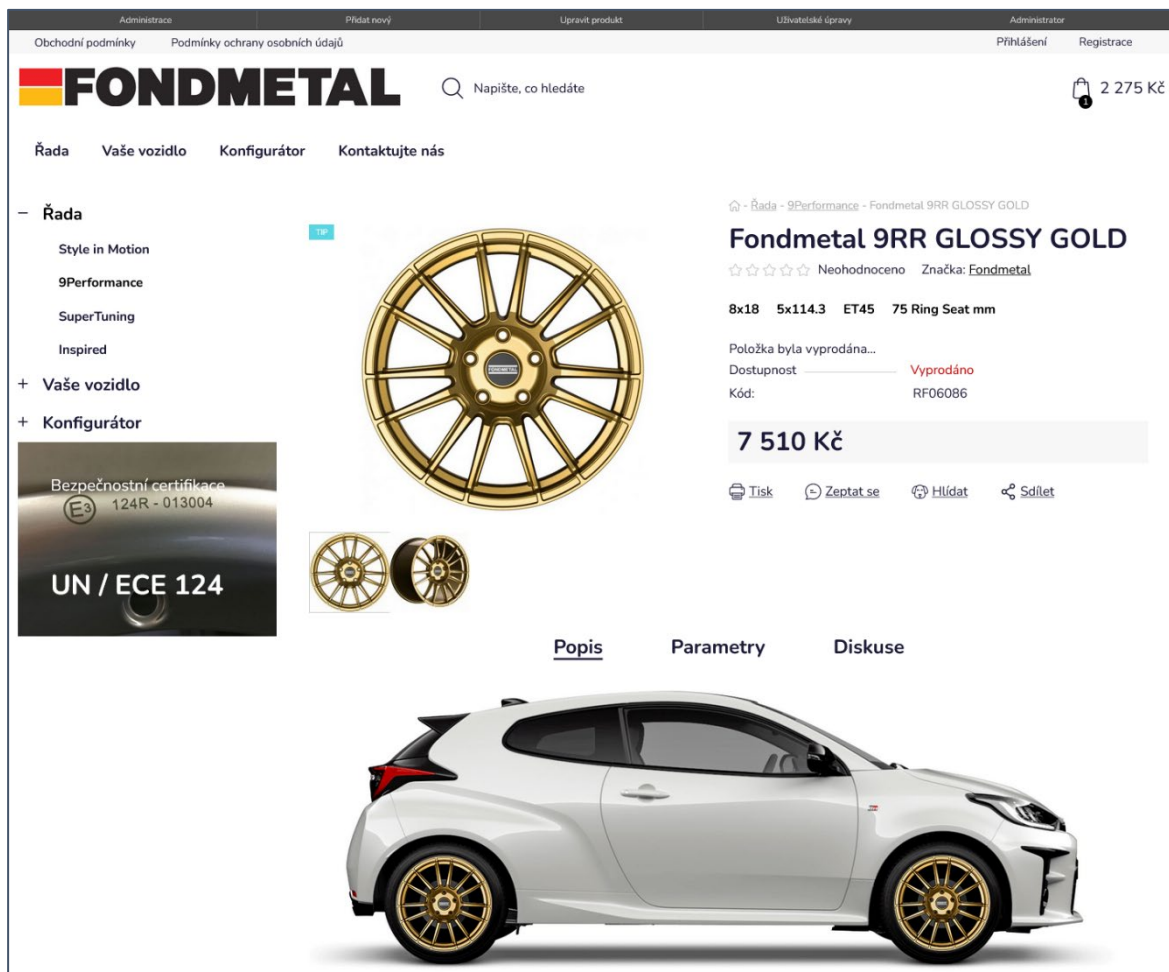 Administrace Přidat nový Upravit produkt Uživatelské úpravy Administrator
Obchodní podmínky Podmínky ochrany osobních údajů Přihlášení Registrace
FONDMETAL Napište, co hledáte 1 2 275 Kč
Řada Vaše vozidlo Konfigurátor Kontaktujte nás
− Řada
Style in Motion
9Performance
SuperTuning
Inspired
+ Vaše vozidlo
+ Konfigurátor
Bezpečnostní certifikace
E3 124R - 013004
UN / ECE 124
TIP
FONDMETAL
- Řada - 9Performance - Fondmetal 9RR GLOSSY GOLD
Fondmetal 9RR GLOSSY GOLD
Neohodnoceno Značka: Fondmetal
8x18 5x114.3 ET45 75 Ring Seat mm
Položka byla vyprodána...
Dostupnost Vyprodáno
Kód: RF06086
7 510 Kč
Tisk Zeptat se Hlídat Sdílet
Popis Parametry Diskuse